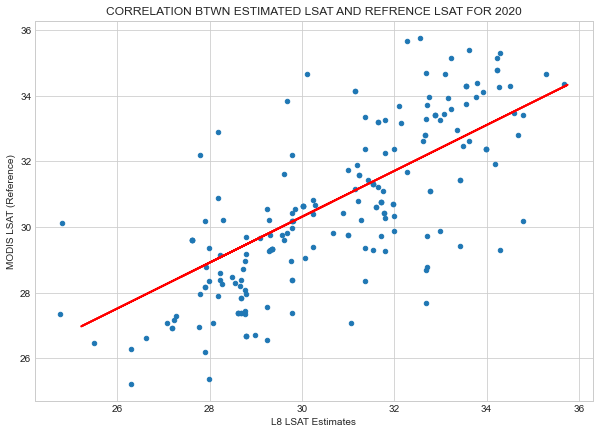 CORRELATION BTWN ESTIMATED LSAT AND REFRENCE LSAT FOR 2020
36
34
32
30
28
26
MODIS LSAT (Reference)
26 28 30 32 34 36
L8 LSAT Estimates